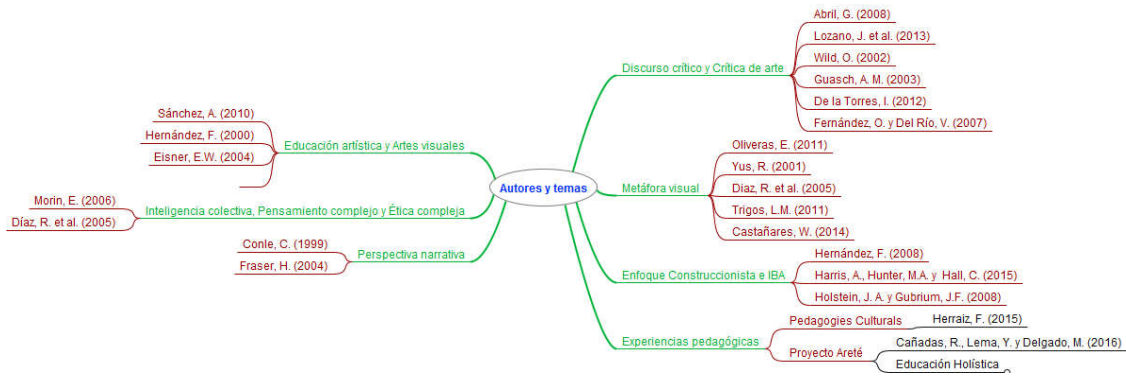 Autores y temas
Educación artística y Artes visuales
Sánchez, A. (2010)
Hernández, F. (2000)
Eisner, E.W. (2004)
Inteligencia colectiva, Pensamiento complejo y Ética compleja
Morin, E. (2006)
Díaz, R. et al. (2005)
Perspectiva narrativa
Conle, C. (1999)
Fraser, H. (2004)
Discurso crítico y Crítica de arte
Abril, G. (2008)
Lozano, J. et al. (2013)
Wild, O. (2002)
Guasch, A. M. (2003)
De la Torres, I. (2012)
Fernández, O. y Del Río, V. (2007)
Metáfora visual
Oliveras, E. (2011)
Yus, R. (2001)
Díaz, R. et al. (2005)
Trigos, L.M. (2011)
Castañares, W. (2014)
Enfoque Construccionista e IBA
Hernández, F. (2008)
Harris, A., Hunter, M.A. y Hall, C. (2015)
Holstein, J. A. y Gubrium, J.F. (2008)
Experiencias pedagógicas
Pedagogies Culturals
Herraiz, F. (2015)
Proyecto Areté
Cañadas, R., Lema, Y. y Delgado, M. (2016)
Educación Holística